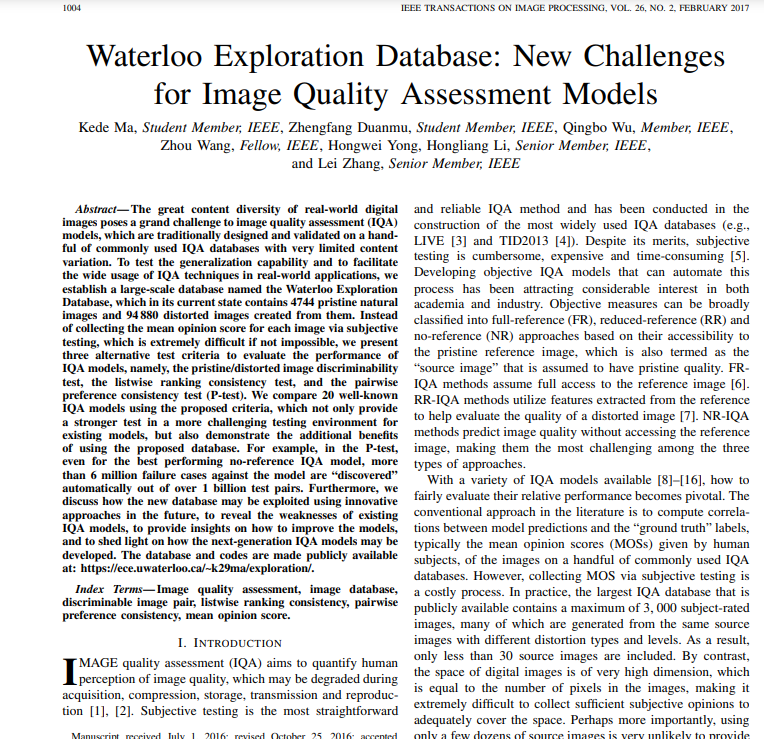 1004
IEEE TRANSACTIONS ON IMAGE PROCESSING, VOL. 26, NO. 2, FEBRUARY 2017
Waterloo Exploration Database: New Challenges
for Image Quality Assessment Models
Kede Ma, Student Member, IEEE, Zhengfang Duanmu, Student Member, IEEE, Qingbo Wu, Member, IEEE,
Zhou Wang, Fellow, IEEE, Hongwei Yong, Hongliang Li, Senior Member, IEEE,
and Lei Zhang, Senior Member, IEEE
Abstract—The great content diversity of real-world digital
images poses a grand challenge to image quality assessment (IQA)
models, which are traditionally designed and validated on a hand-
ful of commonly used IQA databases with very limited content
variation. To test the generalization capability and to facilitate
the wide usage of IQA techniques in real-world applications, we
establish a large-scale database named the Waterloo Exploration
Database, which in its current state contains 4744 pristine natural
images and 94 880 distorted images created from them. Instead
of collecting the mean opinion score for each image via subjective
testing, which is extremely difficult if not impossible, we present
three alternative test criteria to evaluate the performance of
IQA models, namely, the pristine/distorted image discriminability
test, the listwise ranking consistency test, and the pairwise
preference consistency test (P-test). We compare 20 well-known
IQA models using the proposed criteria, which not only provide
a stronger test in a more challenging testing environment for
existing models, but also demonstrate the additional benefits
of using the proposed database. For example, in the P-test,
even for the best performing no-reference IQA model, more
than 6 million failure cases against the model are “discovered”
automatically out of over 1 billion test pairs. Furthermore, we
discuss how the new database may be exploited using innovative
approaches in the future, to reveal the weaknesses of existing
IQA models, to provide insights on how to improve the models,
and to shed light on how the next-generation IQA models may be
developed. The database and codes are made publicly available
at: https://ece.uwaterloo.ca/~k29ma/exploration/.
Index Terms—Image quality assessment, image database,
discriminable image pair, listwise ranking consistency, pairwise
preference consistency, mean opinion score.
I. INTRODUCTION
IMAGE quality assessment (IQA) aims to quantify human
perception of image quality, which may be degraded during
acquisition, compression, storage, transmission and reproduc-
tion [1], [2]. Subjective testing is the most straightforward
Manuscript received July 1, 2016; revised October 25, 2016; accepted
and reliable IQA method and has been conducted in the
construction of the most widely used IQA databases (e.g.,
LIVE [3] and TID2013 [4]). Despite its merits, subjective
testing is cumbersome, expensive and time-consuming [5].
Developing objective IQA models that can automate this
process has been attracting considerable interest in both
academia and industry. Objective measures can be broadly
classified into full-reference (FR), reduced-reference (RR) and
no-reference (NR) approaches based on their accessibility to
the pristine reference image, which is also termed as the
“source image” that is assumed to have pristine quality. FR-
IQA methods assume full access to the reference image [6].
RR-IQA methods utilize features extracted from the reference
to help evaluate the quality of a distorted image [7]. NR-IQA
methods predict image quality without accessing the reference
image, making them the most challenging among the three
types of approaches.
With a variety of IQA models available [8]–[16], how to
fairly evaluate their relative performance becomes pivotal. The
conventional approach in the literature is to compute correla-
tions between model predictions and the “ground truth” labels,
typically the mean opinion scores (MOSs) given by human
subjects, of the images on a handful of commonly used IQA
databases. However, collecting MOS via subjective testing is
a costly process. In practice, the largest IQA database that is
publicly available contains a maximum of 3, 000 subject-rated
images, many of which are generated from the same source
images with different distortion types and levels. As a result,
only less than 30 source images are included. By contrast,
the space of digital images is of very high dimension, which
is equal to the number of pixels in the images, making it
extremely difficult to collect sufficient subjective opinions to
adequately cover the space. Perhaps more importantly, using
only a few dozens of source images is very unlikely to provide